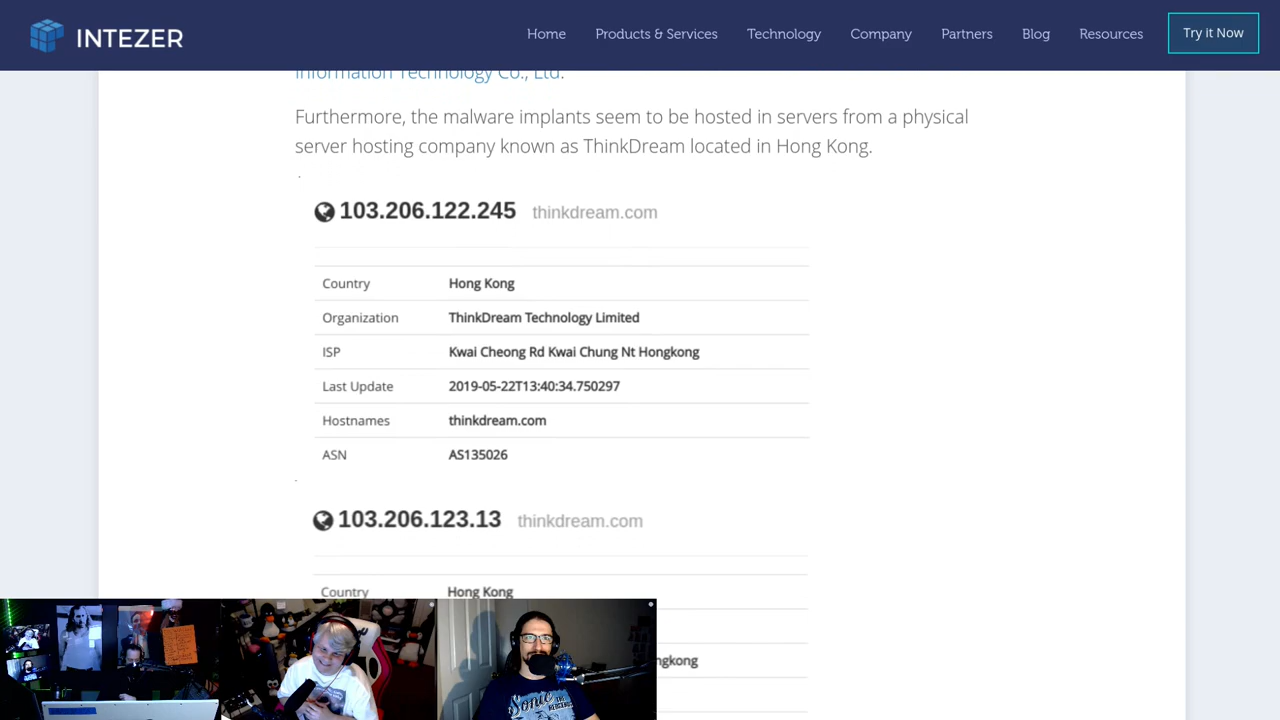 INTEZER
Home Products & Services Technology Company Partners Blog Resources Try it Now
Information Technology Co., Ltd.
Furthermore, the malware implants seem to be hosted in servers from a physical
server hosting company known as ThinkDream located in Hong Kong.
103.206.122.245 thinkdream.com
Country Hong Kong
Organization ThinkDream Technology Limited
ISP Kwai Cheong Rd Kwai Chung Nt Hongkong
Last Update 2019-05-22T13:40:34.750297
Hostnames thinkdream.com
ASN AS135026
103.206.123.13 thinkdream.com
Country Hong Kong
ngkong
Sonic